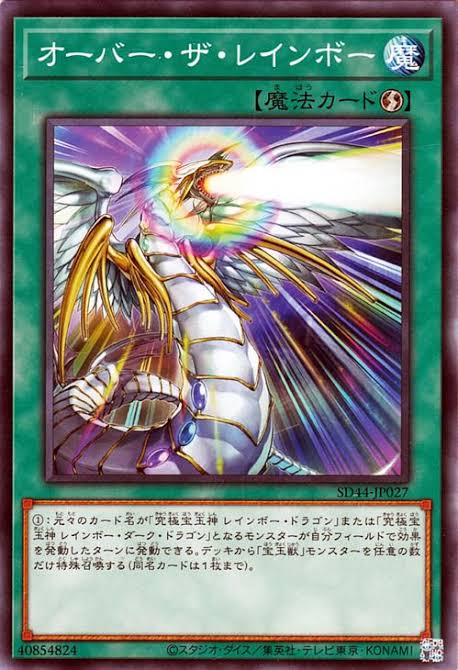 オーバー・ザ・レインボー 魔
【魔法カード】
SD44-JP027
①:元々のカード名が「究極宝玉神 レインボー・ドラゴン」または「究極宝
玉神 レインボー・ダーク・ドラゴン」となるモンスターが自分フィールドで効果
を発動したターンに発動できる。デッキから「宝玉獣」モンスターを任意の数
だけ特殊召喚する(同名カードは1枚まで)。
40854824 ©スタジオ・ダイス/集英社・テレビ東京・KONAMI